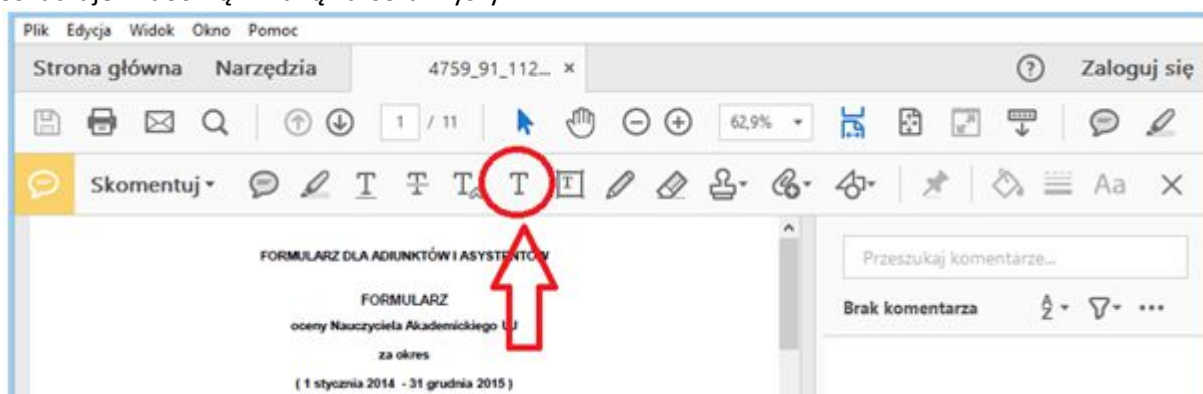 Plik Edycja Widok Okno Pomoc
Strona główna Narzędzia 4759_91_112... × ? Zaloguj się
1 / 11 62,9%
Skomentuj T T T T T Aa
FORMULARZ DLA ADIUNKTÓW I ASYSTENTÓW
FORMULARZ
oceny Nauczyciela Akademickiego UJ
za okres
( 1 stycznia 2014 - 31 grudnia 2015 )
Przeszukaj komentarze...
Brak komentarza A Z ...